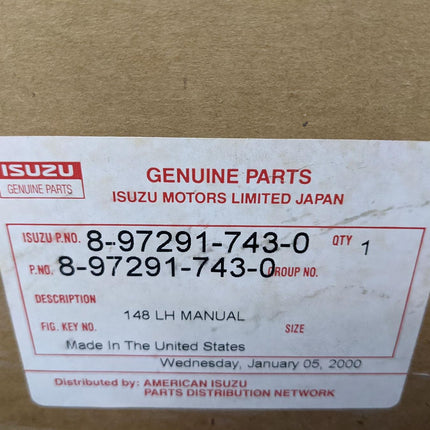 ISUZU
GENUINE PARTS
GENUINE PARTS
ISUZU MOTORS LIMITED JAPAN
ISUZU P.NO. 8-97291-743-0 QTY 1
P.NO. 8-97291-743-0 GROUP NO.
DESCRIPTION
148 LH MANUAL
FIG. KEY NO. SIZE
Made In The United States
Wednesday, January 05, 2000
Distributed by: AMERICAN ISUZU
PARTS DISTRIBUTION NETWORK